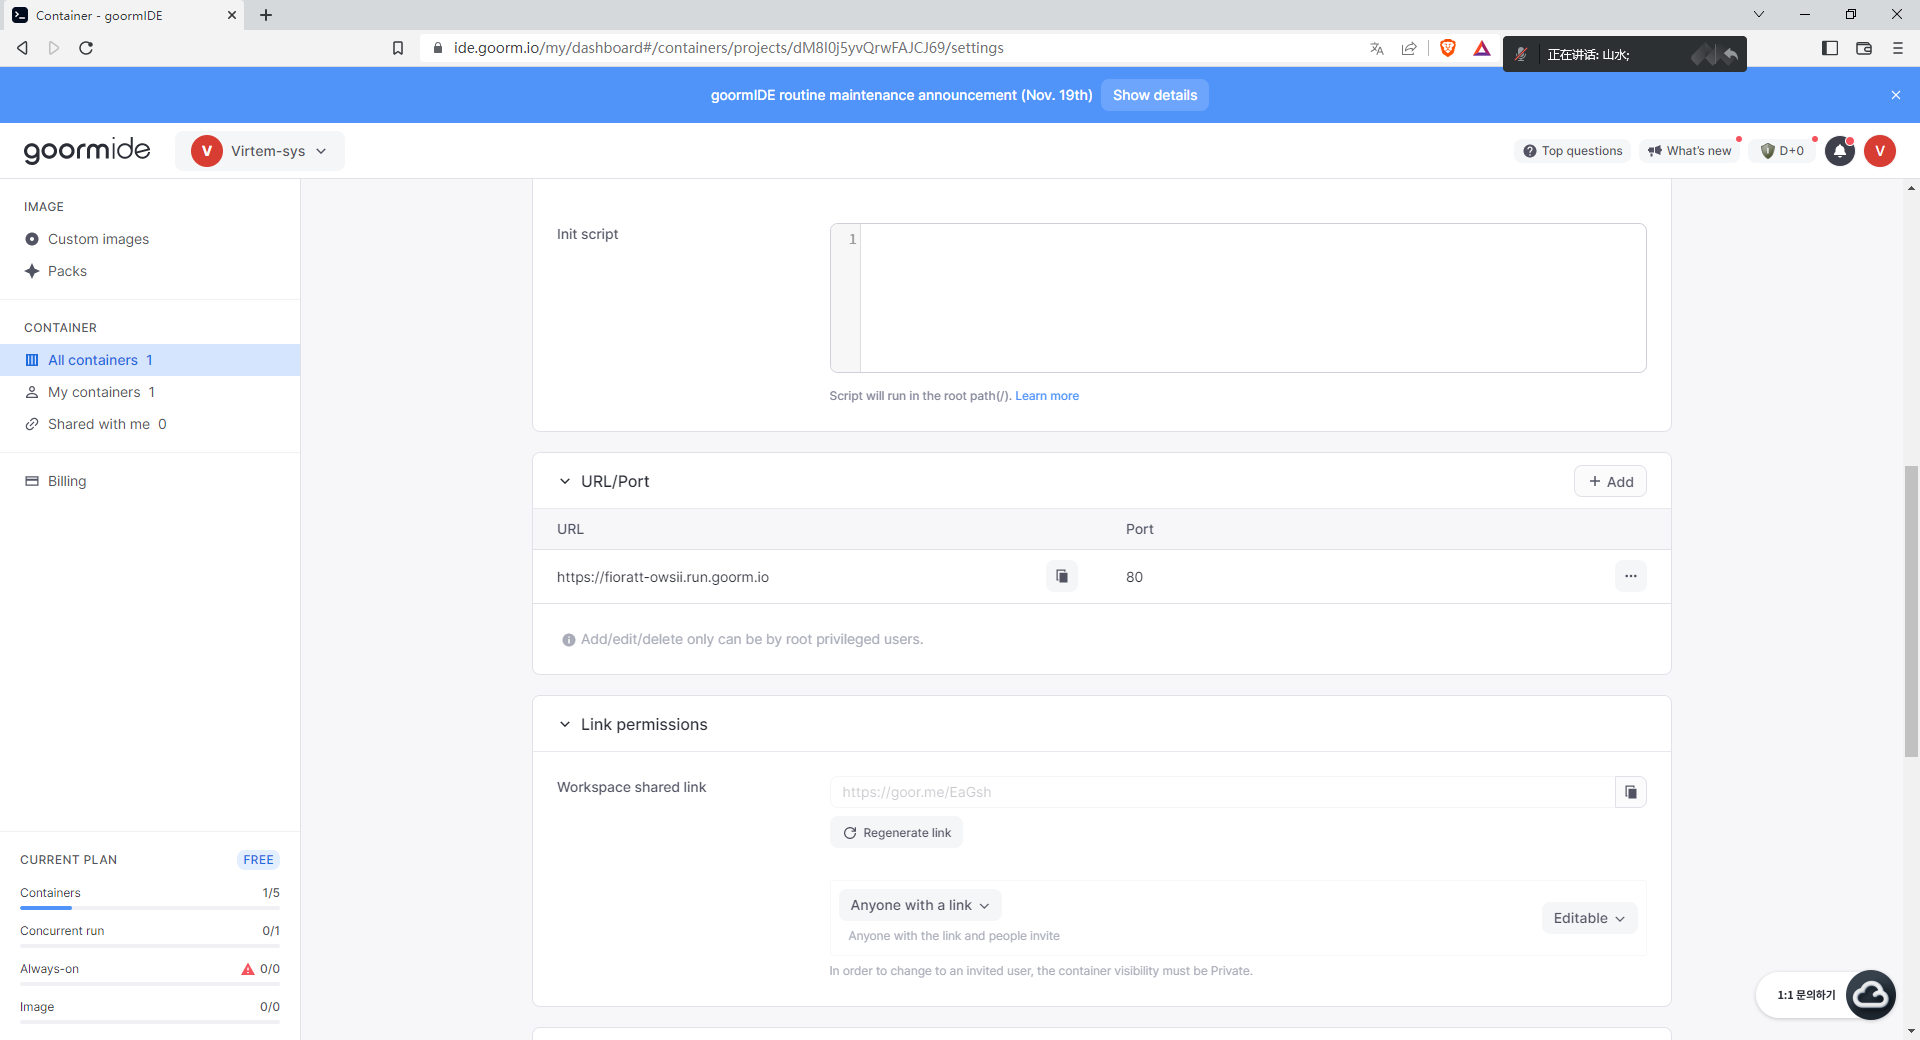 Container - goormIDE
ide.goorm.io/my/dashboard#/containers/projects/dM8I0j5yvQrwFAJCJ69/settings
正在讲话: 山水;
goormIDE routine maintenance announcement (Nov. 19th) Show details
goormide
V Virtem-sys
Top questions
What's new
D+0
V
IMAGE
Custom images
Packs
CONTAINER
All containers 1
My containers 1
Shared with me 0
Billing
CURRENT PLAN FREE
Containers 1/5
Concurrent run 0/1
Always-on 0/0
Image 0/0
Init script
1
Script will run in the root path(/). Learn more
URL/Port
+ Add
URL Port
https://fioratt-owsii.run.goorm.io 80
Add/edit/delete only can be by root privileged users.
Link permissions
Workspace shared link
https://goor.me/EaGsh
Regenerate link
Anyone with a link
Anyone with the link and people invite
Editable
In order to change to an invited user, the container visibility must be Private.
1:1 문의하기